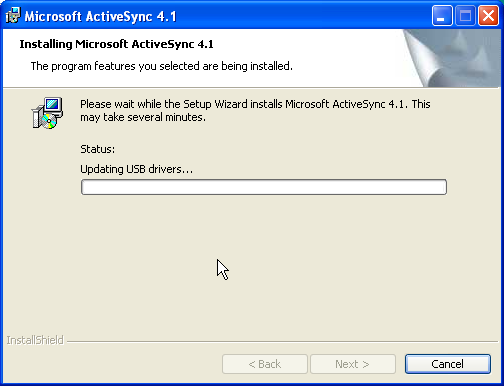 Microsoft ActiveSync 4.1
Installing Microsoft ActiveSync 4.1
The program features you selected are being installed.
Please wait while the Setup Wizard installs Microsoft ActiveSync 4.1. This
may take several minutes.
Status:
Updating USB drivers...
InstallShield
< Back
Next >
Cancel